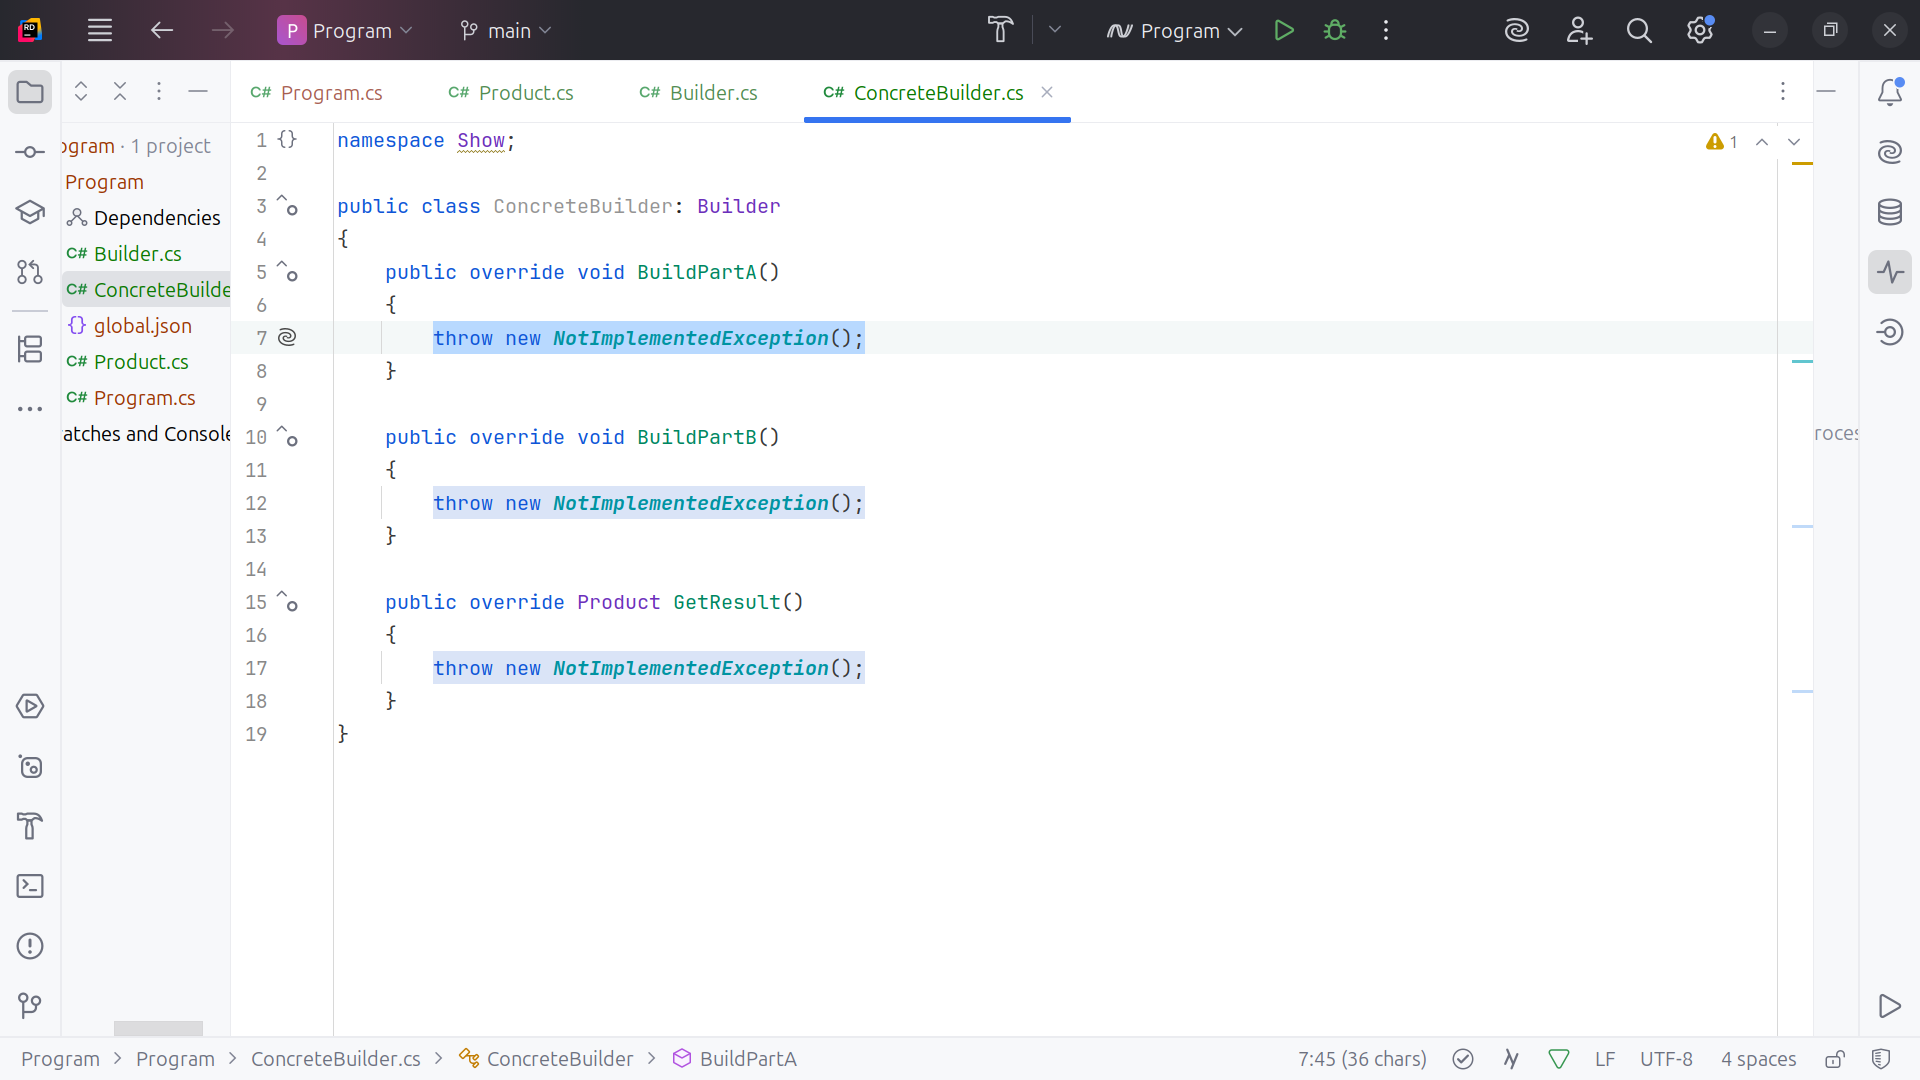 RD
P Program
main
Program
C# Program.cs
C# Product.cs
C# Builder.cs
C# ConcreteBuilder.cs
ogram · 1 project
Program
Dependencies
C# Builder.cs
C# ConcreteBuilde
{} global.json
C# Product.cs
C# Program.cs
atches and Console
1 {} namespace Show;
2
3 public class ConcreteBuilder: Builder
4 {
5 public override void BuildPartA()
6 {
7 throw new NotImplementedException();
8 }
9
10 public override void BuildPartB()
11 {
12 throw new NotImplementedException();
13 }
14
15 public override Product GetResult()
16 {
17 throw new NotImplementedException();
18 }
19 }
1
roces
Program > Program > ConcreteBuilder.cs > ConcreteBuilder > BuildPartA
7:45 (36 chars)
LF
UTF-8
4 spaces